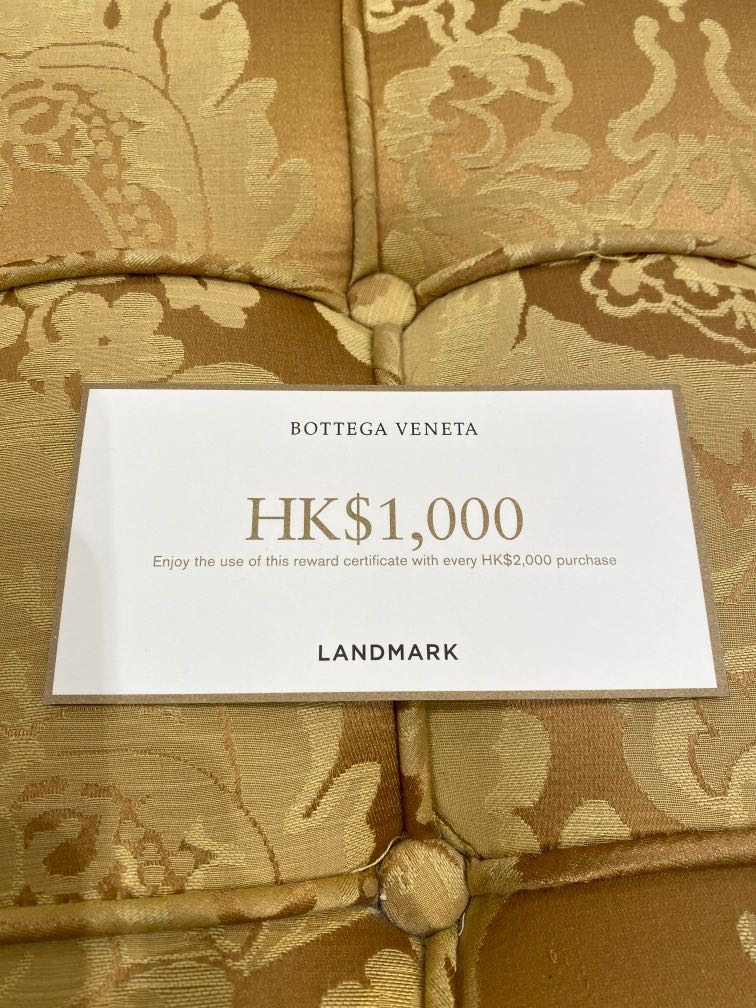 BOTTEGA VENETA
HK$1,000
Enjoy the use of this reward certificate with every HK$2,000 purchase
LANDMARK